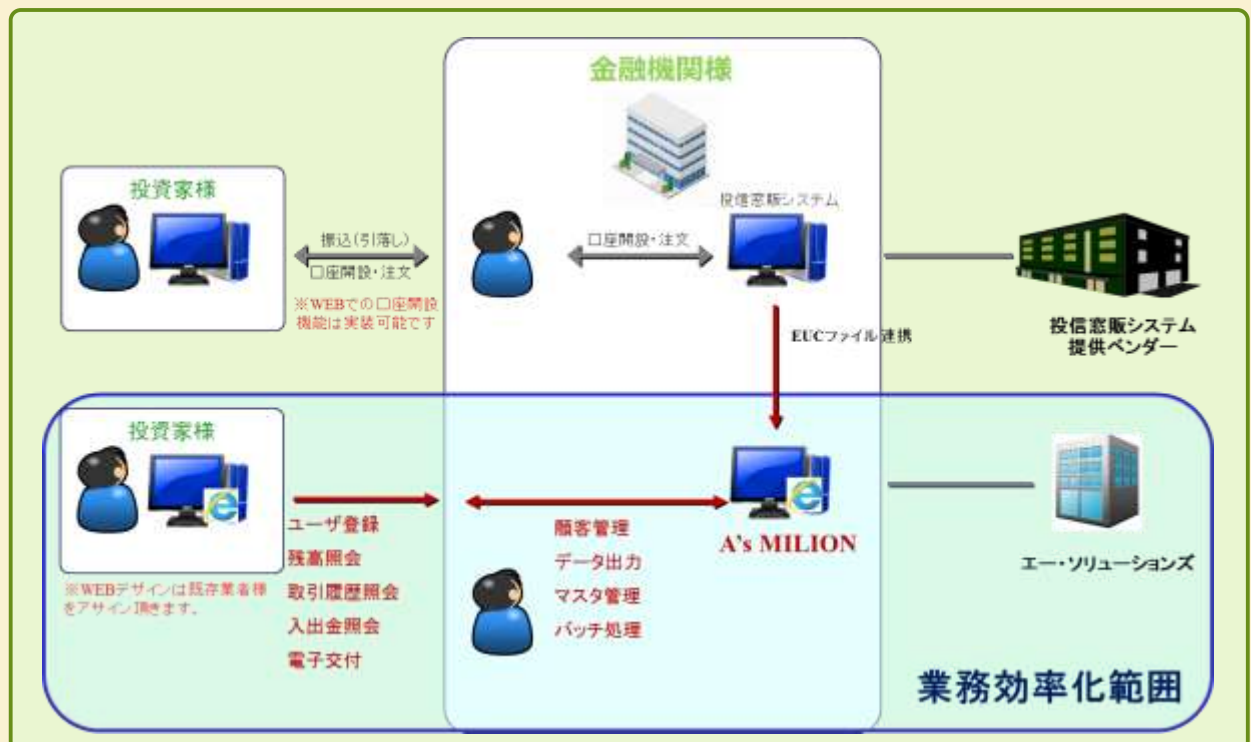 金融機関様
投資家様
投信窓販システム
振込(引落し)
口座開設・注文
口座開設・注文
※WEBでの口座開設
機能は実装可能です
EUCファイル連携
投信窓販システム
提供ベンダー
投資家様
ユーザ登録
残高照会
取引履歴照会
入出金照会
電子交付
※WEBデザインは既存業者様
をアサイン頂きます。
顧客管理
データ出力
マスタ管理
バッチ処理
A's MILION
エー・ソリューションズ
業務効率化範囲